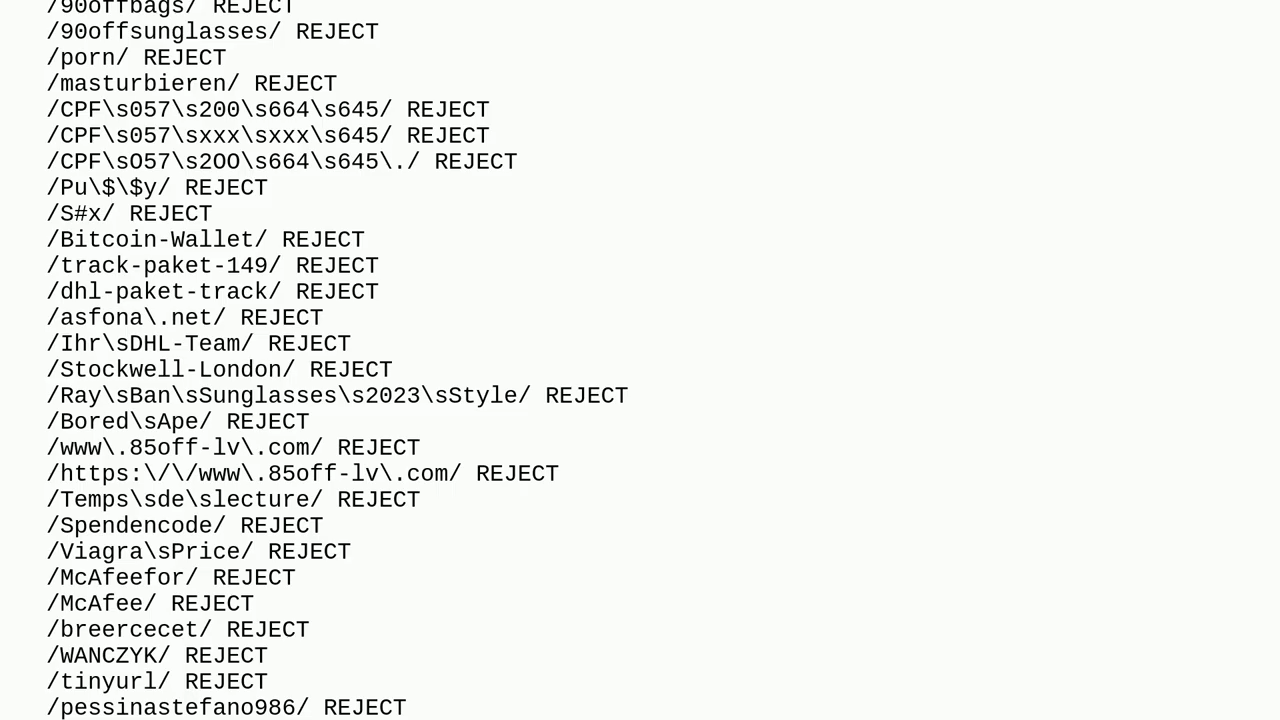 /90offbags/ REJECT
/90offsunglasses/ REJECT
/porn/ REJECT
/masturbieren/ REJECT
/CPF\s057\s200\s664\s645/ REJECT
/CPF\s057\sxxx\sxxx\s645/ REJECT
/CPF\sO57\s2OO\s664\s645\./ REJECT
/Pu\$\$y/ REJECT
/S#x/ REJECT
/Bitcoin-Wallet/ REJECT
/track-paket-149/ REJECT
/dhl-paket-track/ REJECT
/asfona\.net/ REJECT
/Ihr\sDHL-Team/ REJECT
/Stockwell-London/ REJECT
/Ray\sBan\sSunglasses\s2023\sStyle/ REJECT
/Bored\sApe/ REJECT
/www\.85off-lv\.com/ REJECT
/https:\/\/www\.85off-lv\.com/ REJECT
/Temps\sde\slecture/ REJECT
/Spendencode/ REJECT
/Viagra\sPrice/ REJECT
/McAfeefor/ REJECT
/McAfee/ REJECT
/breercecet/ REJECT
/WANCZYK/ REJECT
/tinyurl/ REJECT
/pessinastefano986/ REJECT